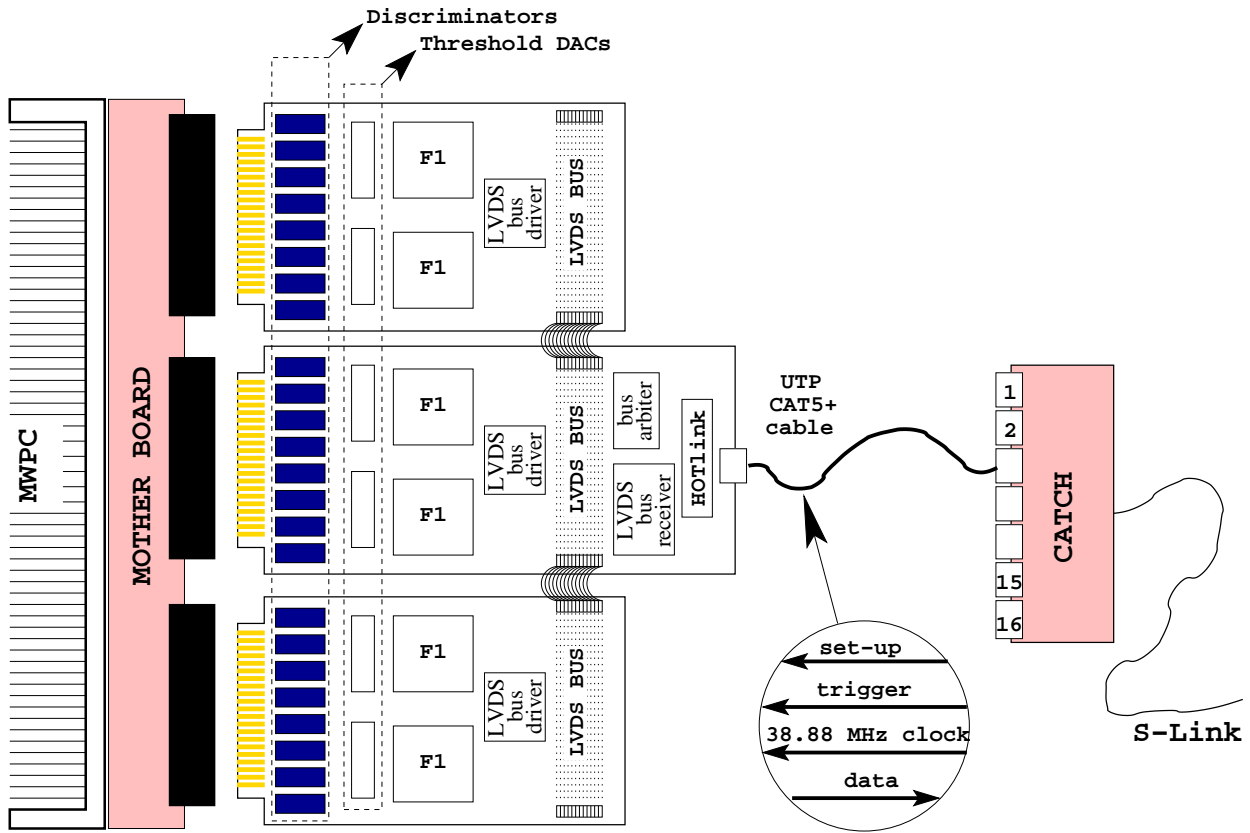 Discriminators
Threshold DACs
MWPC
MOTHER BOARD
F1
F1
LVDS
bus
driver
LVDS BUS
F1
F1
LVDS
bus
driver
LVDS BUS
bus
arbiter
LVDS
bus
receiver
HOTlink
F1
F1
LVDS
bus
driver
LVDS BUS
UTP
CAT5+
cable
1
2
15
16
CATCH
set-up
trigger
38.88 MHz clock
data
S-Link